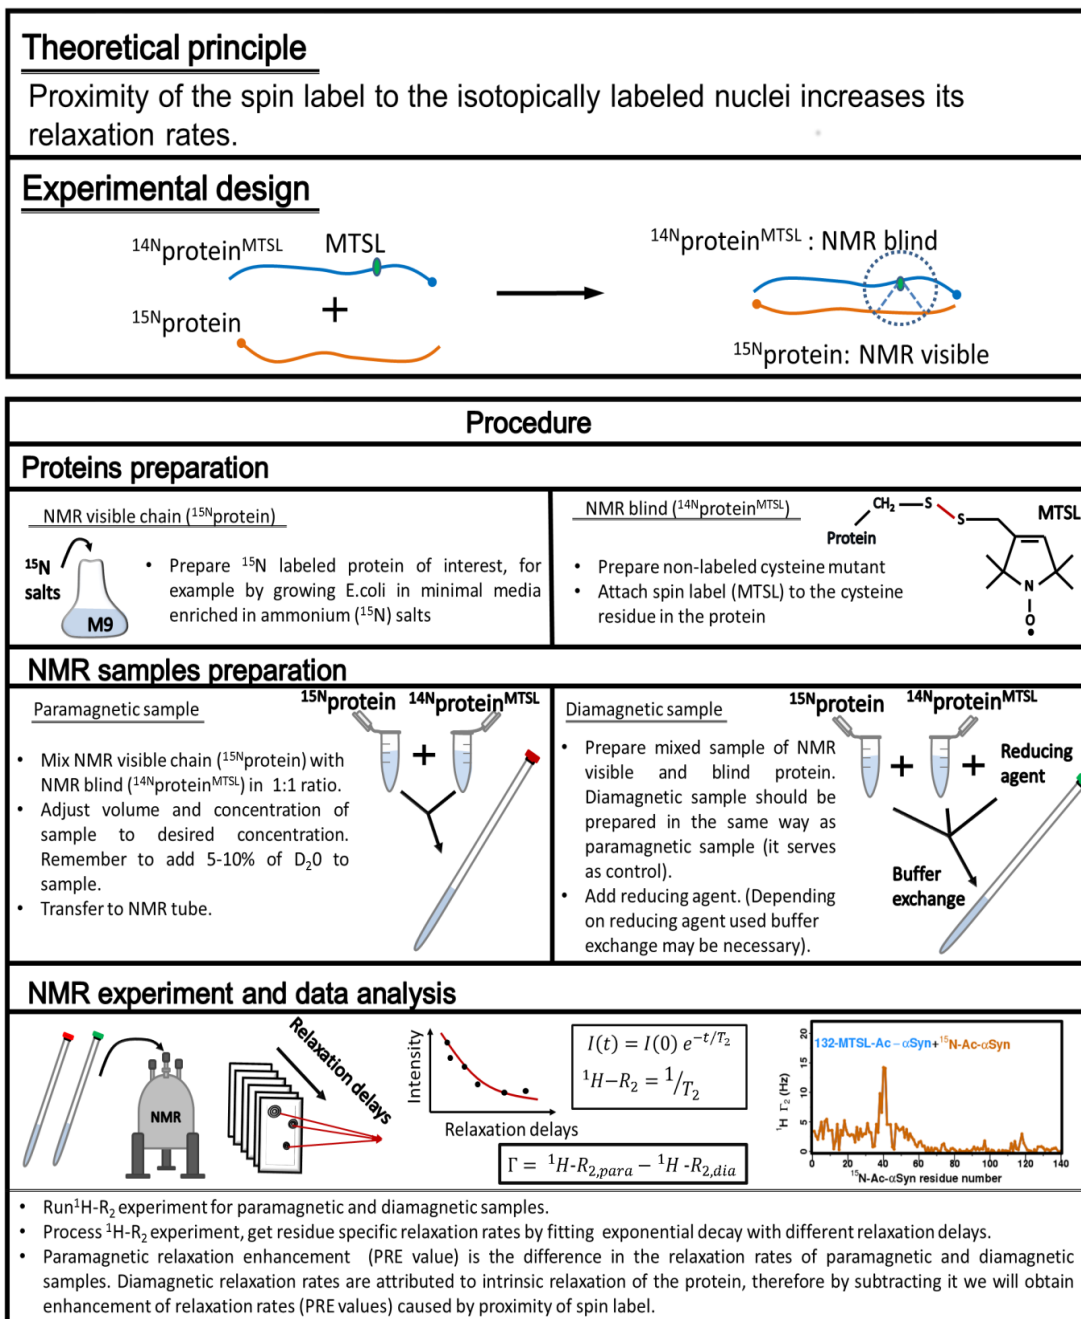 Theoretical principle
Proximity of the spin label to the isotopically labeled nuclei increases its
relaxation rates.
Experimental design
14Nprotein^MTSL
MTSL
15Nprotein
+
14Nprotein^MTSL : NMR blind
15Nprotein: NMR visible
Procedure
Proteins preparation
NMR visible chain (15Nprotein)
15N
salts
M9
• Prepare 15N labeled protein of interest, for
example by growing E.coli in minimal media
enriched in ammonium (15N) salts
NMR blind (14Nprotein^MTSL)
CH2 — S
S
Protein
MTSL
N
O
•
• Prepare non-labeled cysteine mutant
• Attach spin label (MTSL) to the cysteine
residue in the protein
NMR samples preparation
Paramagnetic sample
15Nprotein 14Nprotein^MTSL
+
• Mix NMR visible chain (15Nprotein) with
NMR blind (14Nprotein^MTSL) in 1:1 ratio.
• Adjust volume and concentration of
sample to desired concentration.
Remember to add 5-10% of D20 to
sample.
• Transfer to NMR tube.
Diamagnetic sample
15Nprotein 14Nprotein^MTSL
+ +
Reducing
agent
Buffer
exchange
• Prepare mixed sample of NMR
visible and blind protein.
Diamagnetic sample should be
prepared in the same way as
paramagnetic sample (it serves
as control).
• Add reducing agent. (Depending
on reducing agent used buffer
exchange may be necessary).
NMR experiment and data analysis
NMR
Relaxation delays
Intensity
Relaxation delays
I(t) = I(0) e^-t/T2
1H−R2 = 1/T2
Γ = 1H-R2,para − 1H -R2,dia
132-MTSL-Ac – αSyn+15N-Ac-αSyn
1H Γ2 (Hz)
20
15
10
5
0
0 20 40 60 80 100 120 140
15N-Ac-αSyn residue number
• Run1H-R2 experiment for paramagnetic and diamagnetic samples.
• Process 1H-R2 experiment, get residue specific relaxation rates by fitting exponential decay with different relaxation delays.
• Paramagnetic relaxation enhancement (PRE value) is the difference in the relaxation rates of paramagnetic and diamagnetic
samples. Diamagnetic relaxation rates are attributed to intrinsic relaxation of the protein, therefore by subtracting it we will obtain
enhancement of relaxation rates (PRE values) caused by proximity of spin label.